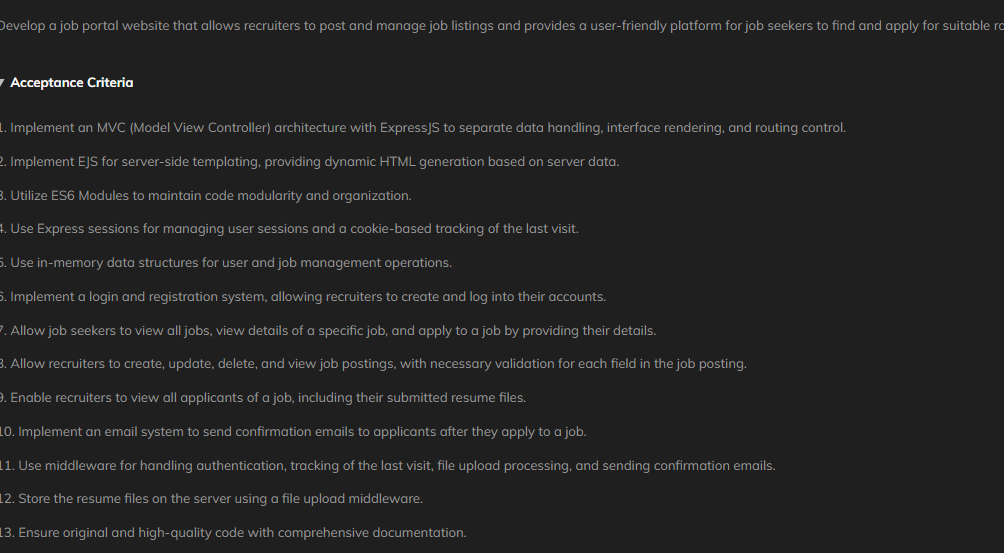 Develop a job portal website that allows recruiters to post and manage job listings and provides a user-friendly platform for job seekers to find and apply for suitable
Acceptance Criteria
1. Implement an MVC (Model View Controller) architecture with ExpressJS to separate data handling, interface rendering, and routing control.
2. Implement EJS for server-side templating, providing dynamic HTML generation based on server data.
3. Utilize ES6 Modules to maintain code modularity and organization.
4. Use Express sessions for managing user sessions and a cookie-based tracking of the last visit.
5. Use in-memory data structures for user and job management operations.
6. Implement a login and registration system, allowing recruiters to create and log into their accounts.
7. Allow job seekers to view all jobs, view details of a specific job, and apply to a job by providing their details.
8. Allow recruiters to create, update, delete, and view job postings, with necessary validation for each field in the job posting.
9. Enable recruiters to view all applicants of a job, including their submitted resume files.
10. Implement an email system to send confirmation emails to applicants after they apply to a job.
11. Use middleware for handling authentication, tracking of the last visit, file upload processing, and sending confirmation emails.
12. Store the resume files on the server using a file upload middleware.
13. Ensure original and high-quality code with comprehensive documentation.